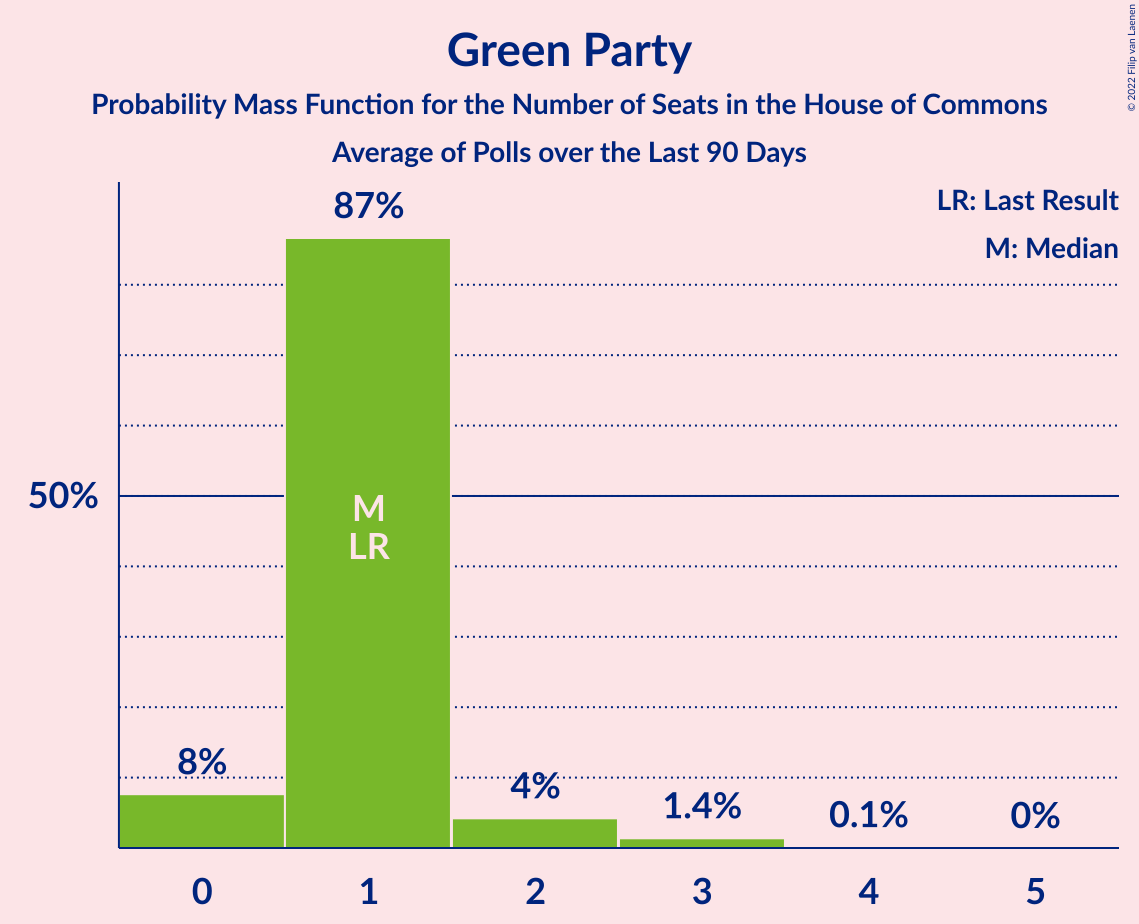 Green Party
Probability Mass Function for the Number of Seats in the House of Commons
Average of Polls over the Last 90 Days
© 2022 Filip van Laenen
LR: Last Result
M: Median
87%
50%
M
LR
8%
4%
1.4%
0.1%
0%
0 1 2 3 4 5